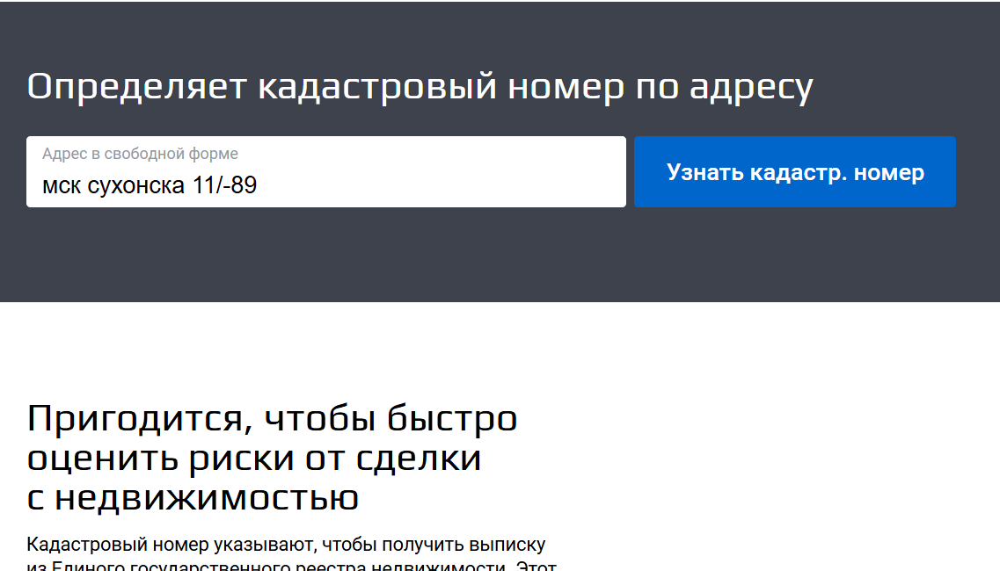 Определяет кадастровый номер по адресу
Адрес в свободной форме
мск сухонска 11/-89
Узнать кадастр. номер
Пригодится, чтобы быстро
оценить риски от сделки
с недвижимостью
Кадастровый номер указывают, чтобы получить выписку
из Единого государственного реестра недвижимости. Этот